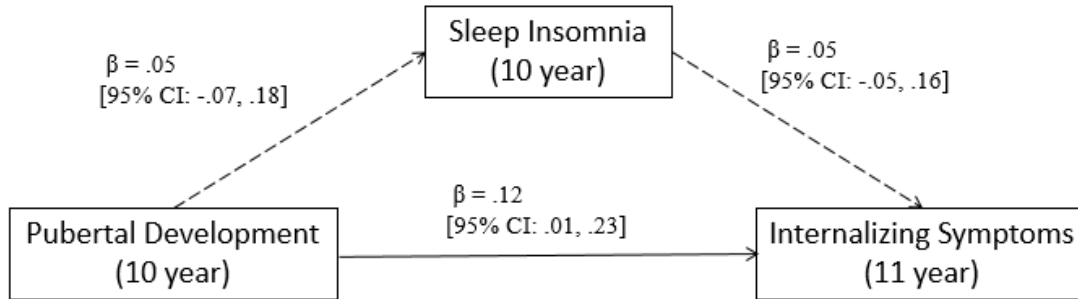 Sleep Insomnia
(10 year)
β = .05
[95% CI: -.07, .18]
β = .05
[95% CI: -.05, .16]
β = .12
[95% CI: .01, .23]
Pubertal Development
(10 year)
Internalizing Symptoms
(11 year)